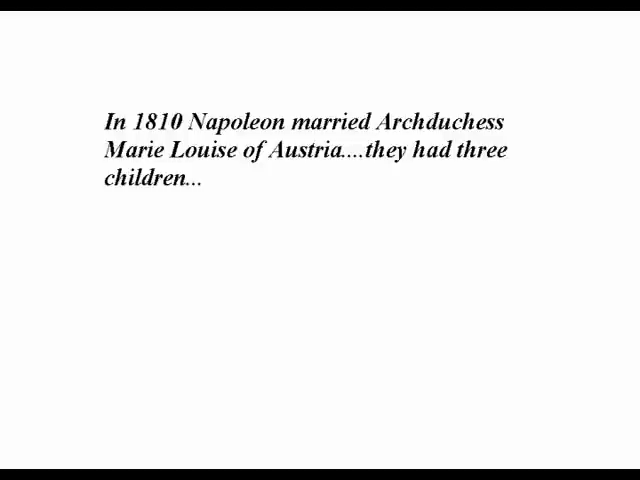 In 1810 Napoleon married Archduchess
Marie Louise of Austria....they had three
children...